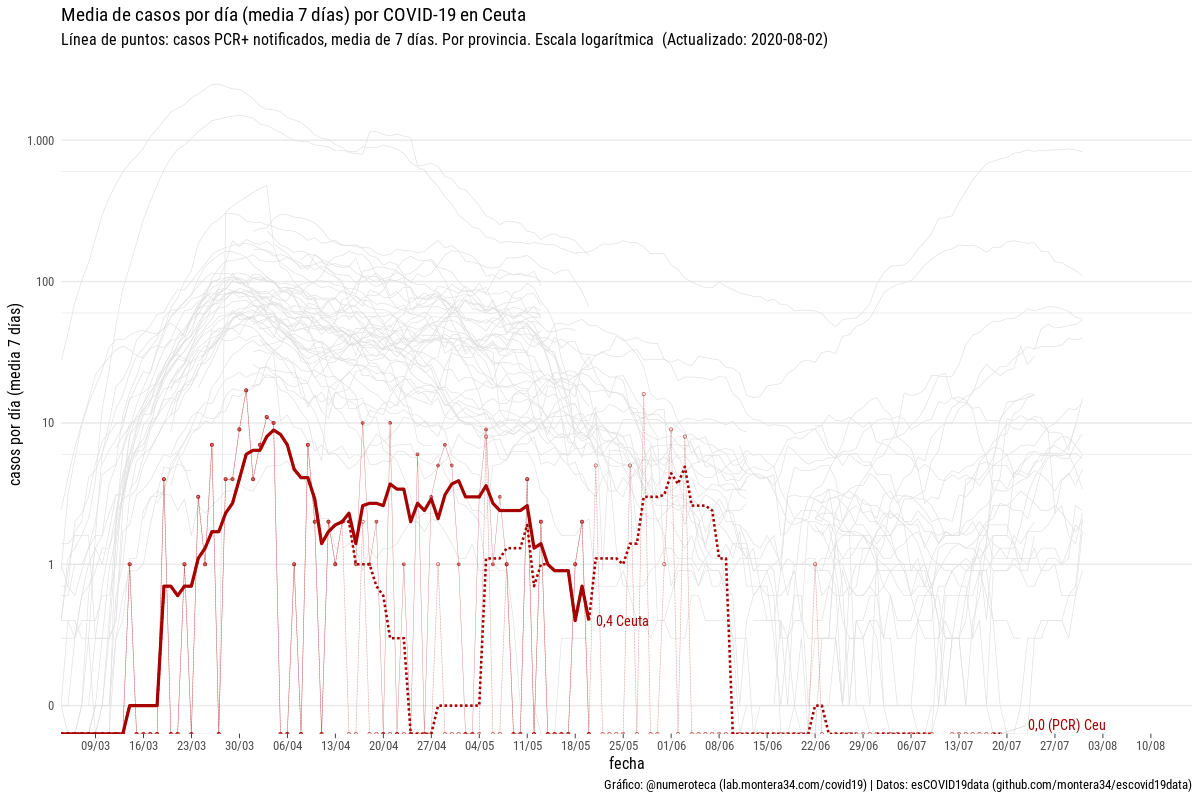 Media de casos por día (media 7 días) por COVID-19 en Ceuta
Línea de puntos: casos PCR+ notificados, media de 7 días. Por provincia. Escala logarítmica (Actualizado: 2020-08-02)
casos por día (media 7 días)
1.000
100
10
1
0
0,4 Ceuta
0,0 (PCR) Ceu
09/03 16/03 23/03 30/03 06/04 13/04 20/04 27/04 04/05 11/05 18/05 25/05 01/06 08/06 15/06 22/06 29/06 06/07 13/07 20/07 27/07 03/08 10/08
fecha
Gráfico: @numeroteca (lab.montera34.com/covid19) | Datos: esCOVID19data (github.com/montera34/escovid19data)